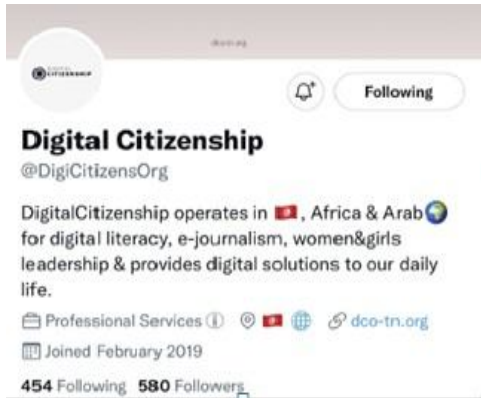 Following
Digital Citizenship
@DigiCitizensOrg
DigitalCitizenship operates in 🇹🇳, Africa & Arab🌍
for digital literacy, e-journalism, women&girls
leadership & provides digital solutions to our daily
life.
Professional Services 🇹🇳 🌐 dco-tn.org
Joined February 2019
454 Following 580 Followers